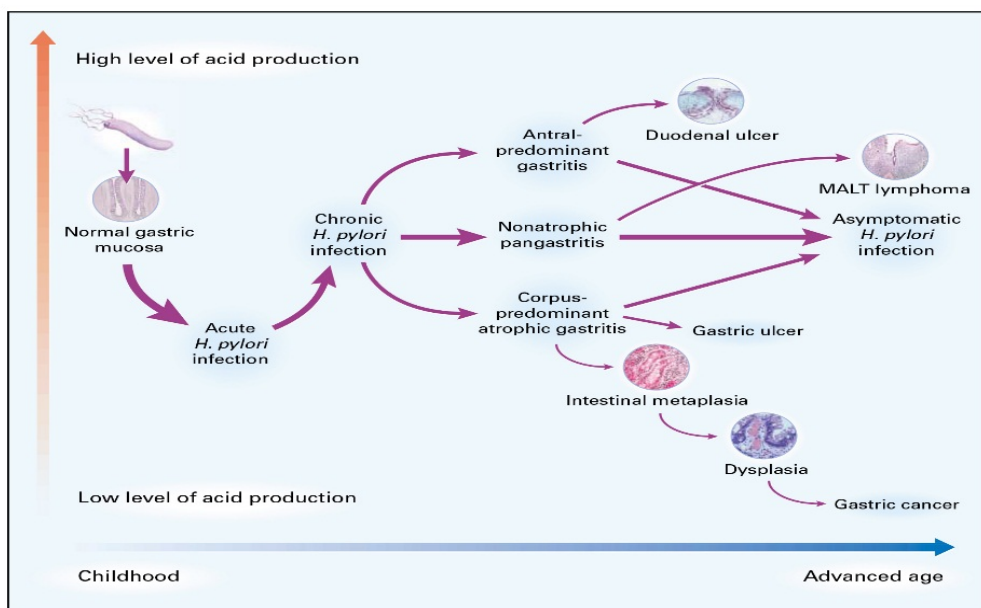 High level of acid production
Duodenal ulcer
Antral-
predominant
gastritis
MALT lymphoma
Normal gastric
mucosa
Chronic
H. pylori
infection
Nonatrophic
pangastritis
Asymptomatic
H. pylori
infection
Acute
H. pylori
infection
Corpus-
predominant
atrophic gastritis
Gastric ulcer
Intestinal metaplasia
Dysplasia
Low level of acid production
Gastric cancer
Childhood
Advanced age